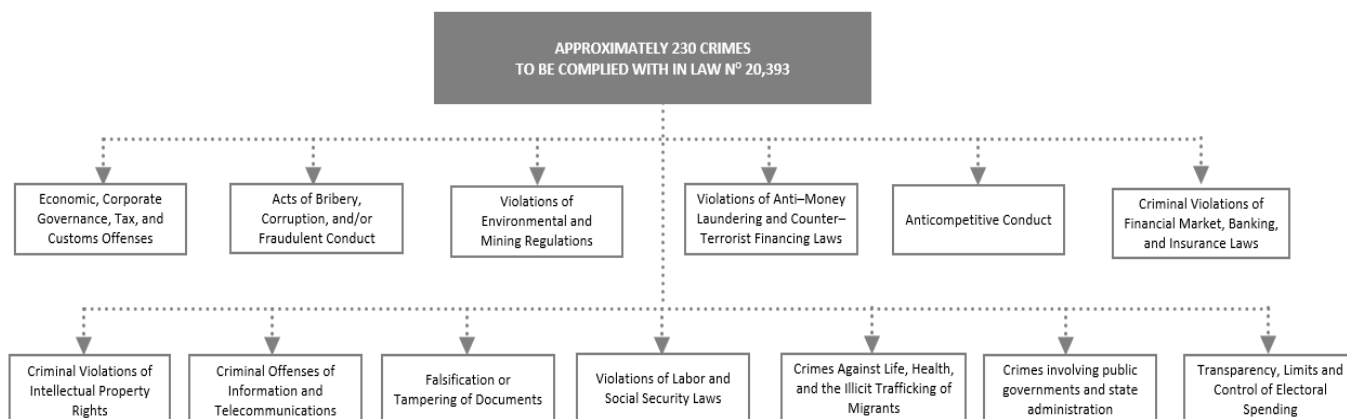 APPROXIMATELY 230 CRIMES
TO BE COMPLIED WITH IN LAW N° 20,393
Economic, Corporate
Governance, Tax, and
Customs Offenses
Acts of Bribery,
Corruption, and/or
Fraudulent Conduct
Violations of
Environmental and
Mining Regulations
Violations of Anti–Money
Laundering and Counter–
Terrorist Financing Laws
Anticompetitive Conduct
Criminal Violations of
Financial Market, Banking,
and Insurance Laws
Criminal Violations of
Intellectual Property
Rights
Criminal Offenses of
Information and
Telecommunications
Falsification or
Tampering of Documents
Violations of Labor and
Social Security Laws
Crimes Against Life, Health,
and the Illicit Trafficking of
Migrants
Crimes involving public
governments and state
administration
Transparency, Limits and
Control of Electoral
Spending